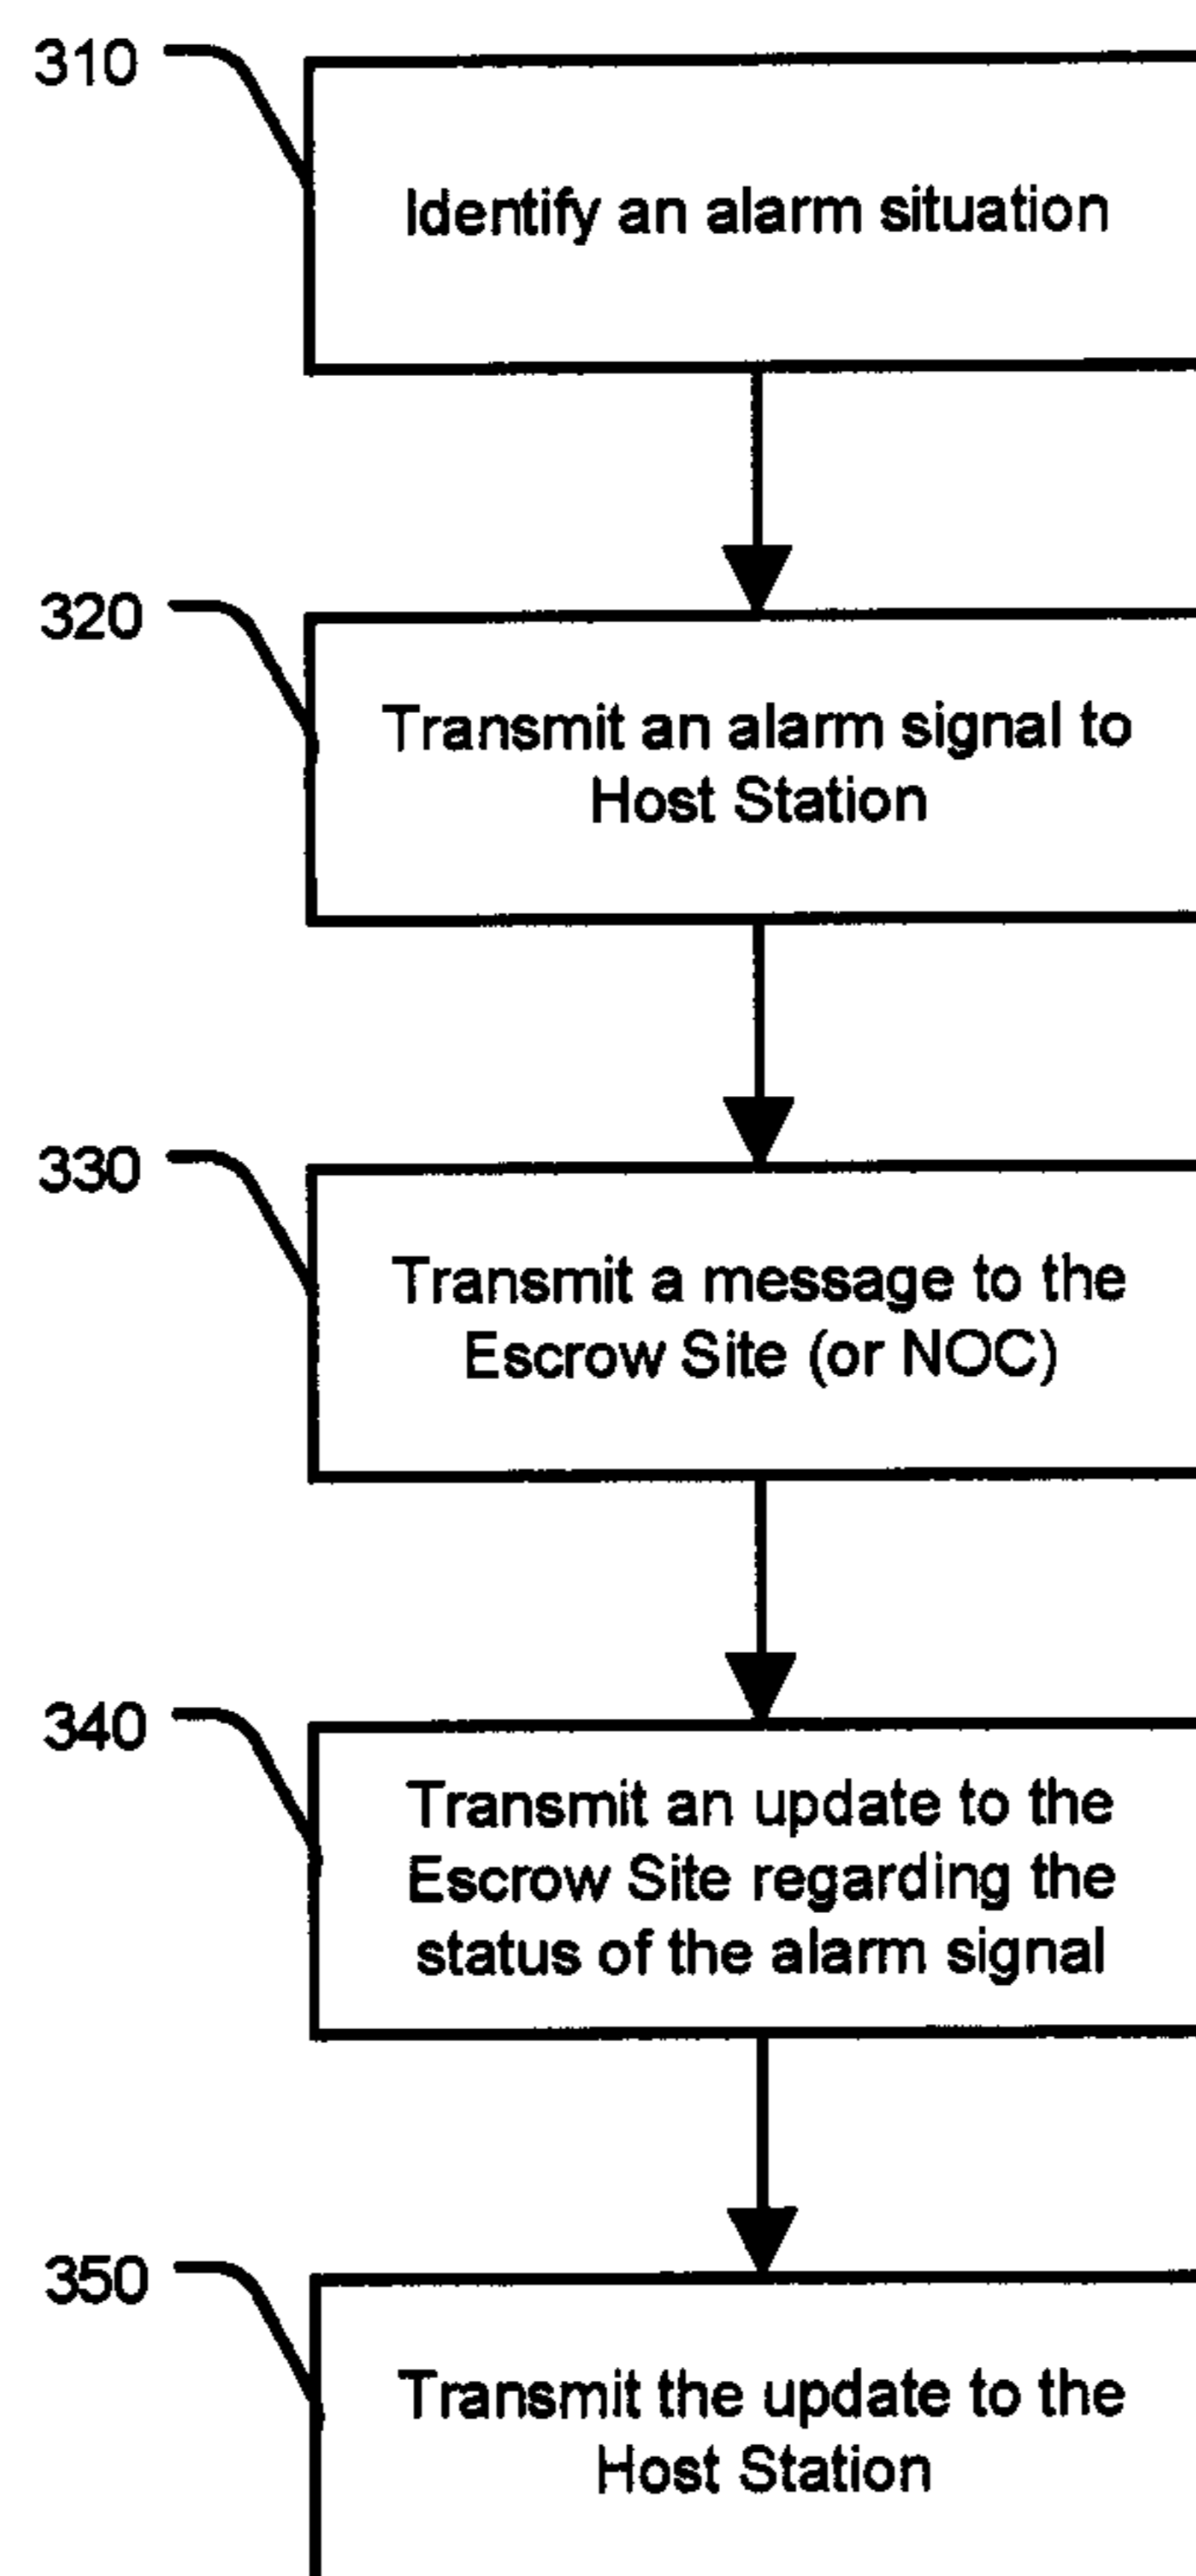 310
Identify an alarm situation
320
Transmit an alarm signal to
Host Station
330
Transmit a message to the
Escrow Site (or NOC)
340
Transmit an update to the
Escrow Site regarding the
status of the alarm signal
350
Transmit the update to the
Host Station